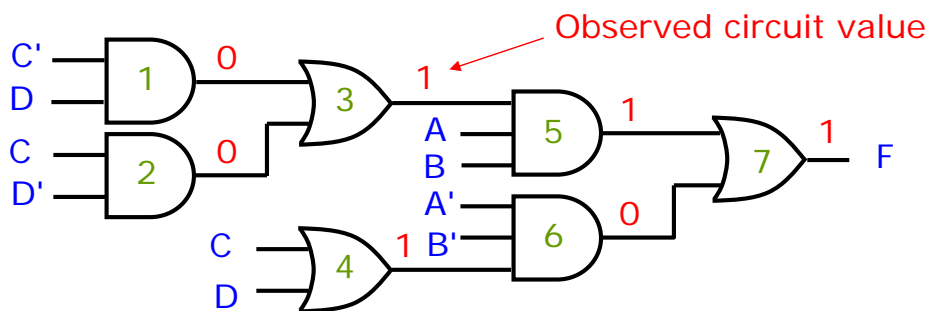 Observed circuit value
C' 1 0
D
3 1
C 2 0
D'
A 5 1
B
7 1 F
A' 6 0
B'
C 4 1
D